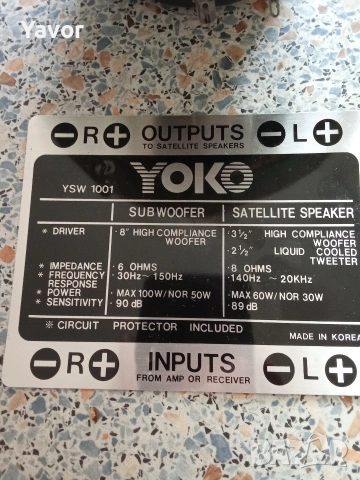 Yavor
R OUTPUTS L
TO SATELLITE SPEAKERS
YOKO
YSW 1001
SUBWOOFER SATELLITE SPEAKER
* DRIVER · 8" HIGH COMPLIANCE WOOFER · 3½" HIGH COMPLIANCE WOOFER
· 2½" LIQUID COOLED TWEETER
* IMPEDANCE · 6 OHMS · 8 OHMS
* FREQUENCY RESPONSE · 30Hz~150Hz · 140Hz ~ 20KHz
* POWER · MAX 100W/NOR 50W · MAX 60W/NOR 30W
* SENSITIVITY · 90 dB · 89 dB
※ CIRCUIT PROTECTOR INCLUDED
MADE IN KOREA
R INPUTS L
FROM AMP OR RECEIVER